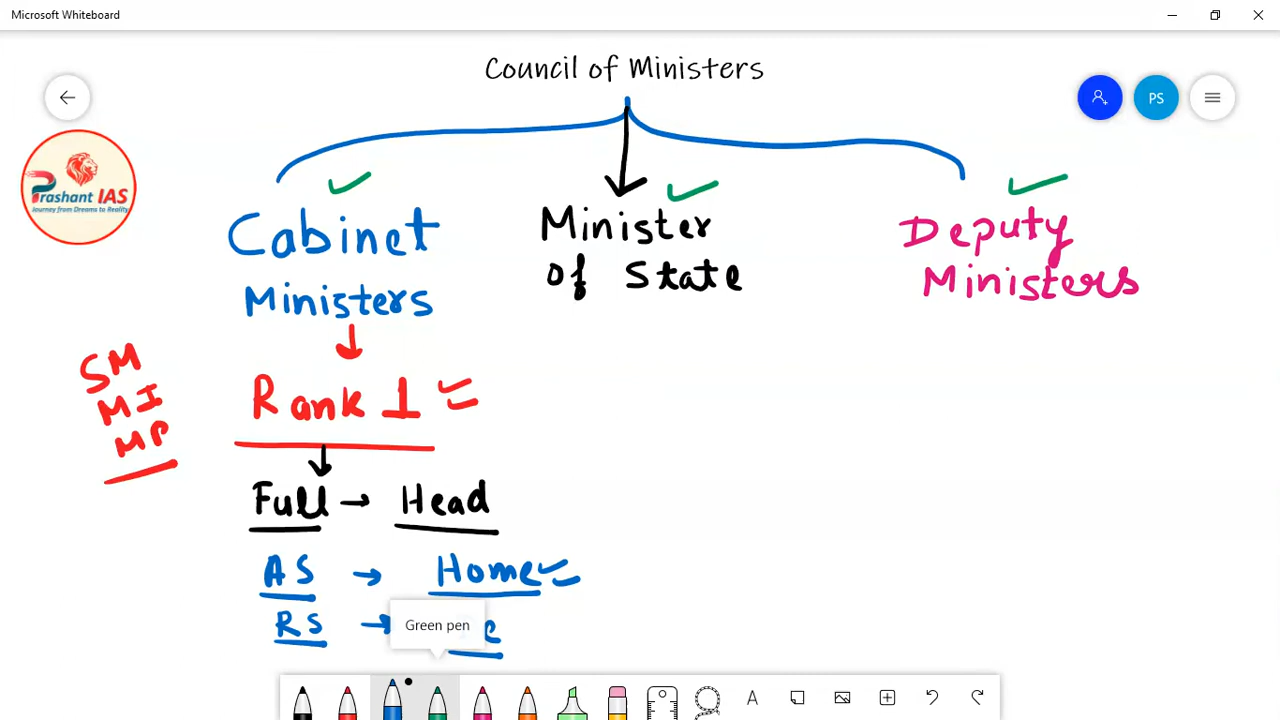 Microsoft Whiteboard
Council of Ministers
PS
Prashant IAS
Journey from Dreams to Reality
Cabinet
Ministers
Minister
of State
Deputy
Ministers
SM
MI
MP
Rank 1
Full → Head
AS → Home
RS →
Green pen
A